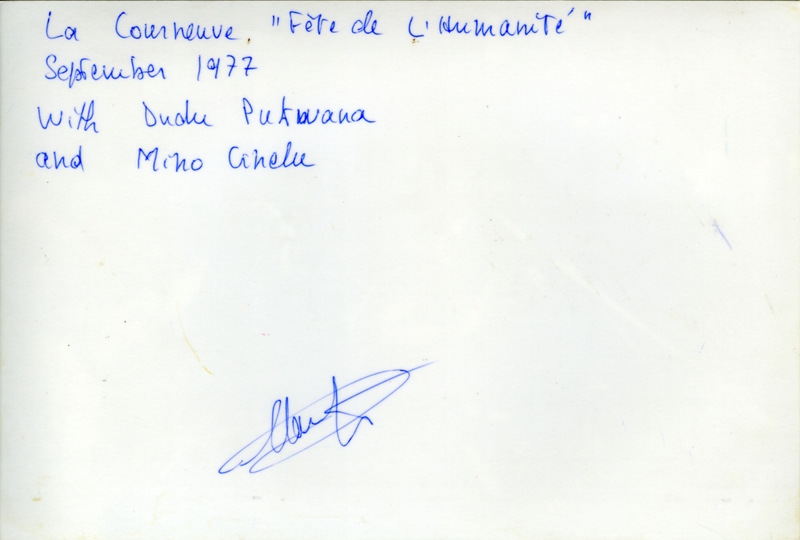 La Courneuve. "Fête de L'Humanité"
September 1977
With Dudu Pukwana
and Mino Cinelu